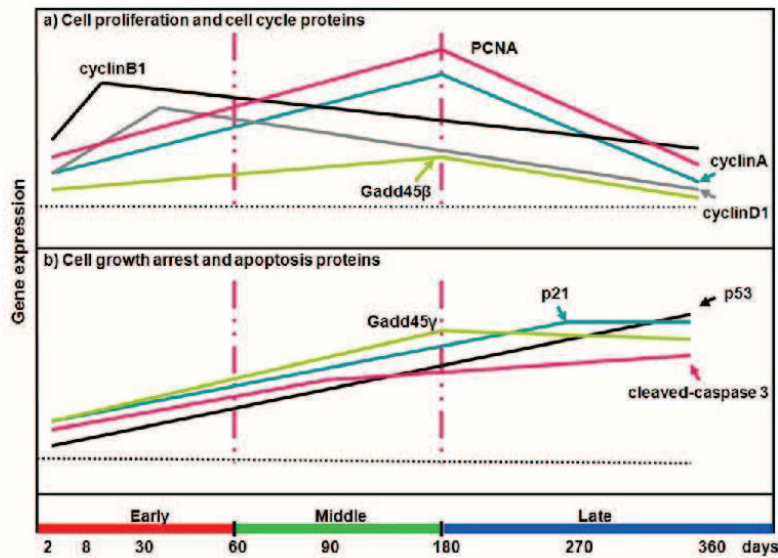 a) Cell proliferation and cell cycle proteins
cyclinB1
PCNA
cyclinA
Gadd45β
cyclinD1
Gene expression
b) Cell growth arrest and apoptosis proteins
p21
p53
Gadd45γ
cleaved-caspase 3
Early Middle Late
2 8 30 60 90 180 270 360 days